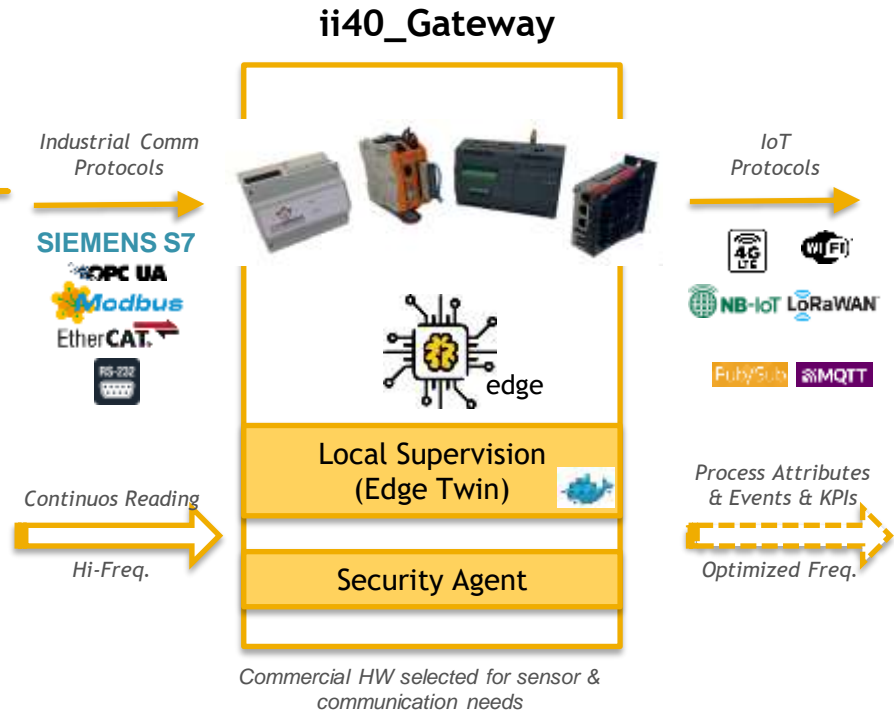 ii40_Gateway
Industrial Comm
Protocols
SIEMENS S7
OPC UA
Modbus
EtherCAT
RS-232
IoT
Protocols
4G
LTE
WiFi
NB-IoT LoRaWAN
Pub/Sub MQTT
edge
Local Supervision
(Edge Twin)
Continuos Reading
Hi-Freq.
Security Agent
Process Attributes
& Events & KPIs
Optimized Freq.
Commercial HW selected for sensor &
communication needs